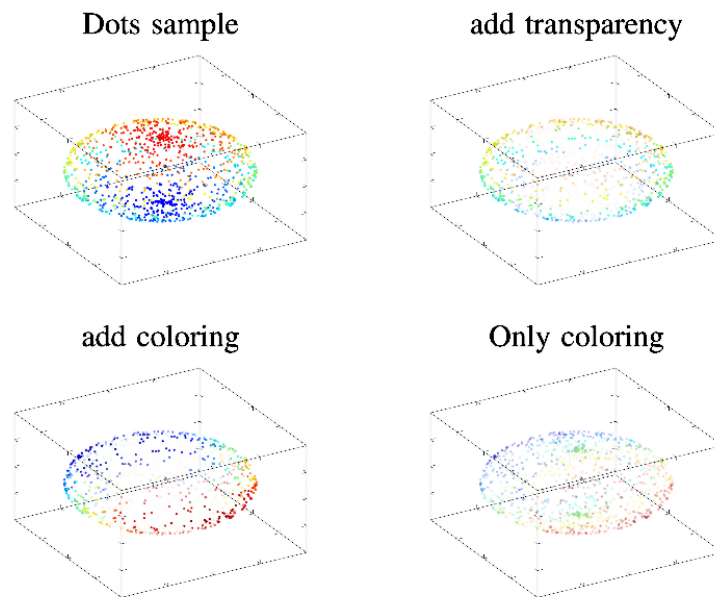 Dots sample
add transparency
add coloring
Only coloring